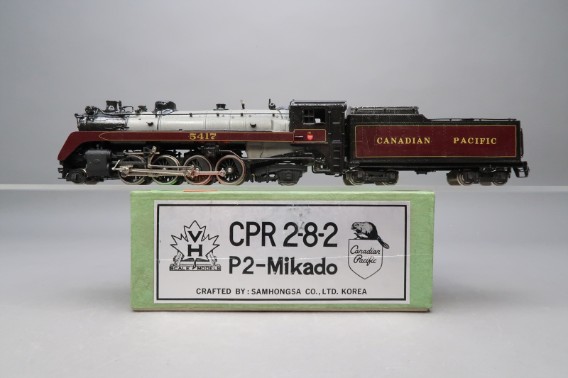 5417
CANADIAN PACIFIC
VH
SCALE MODELS
CPR 2-8-2
P2-Mikado
Canadian
Pacific
CRAFTED BY: SAMHONGSA CO., LTD. KOREA